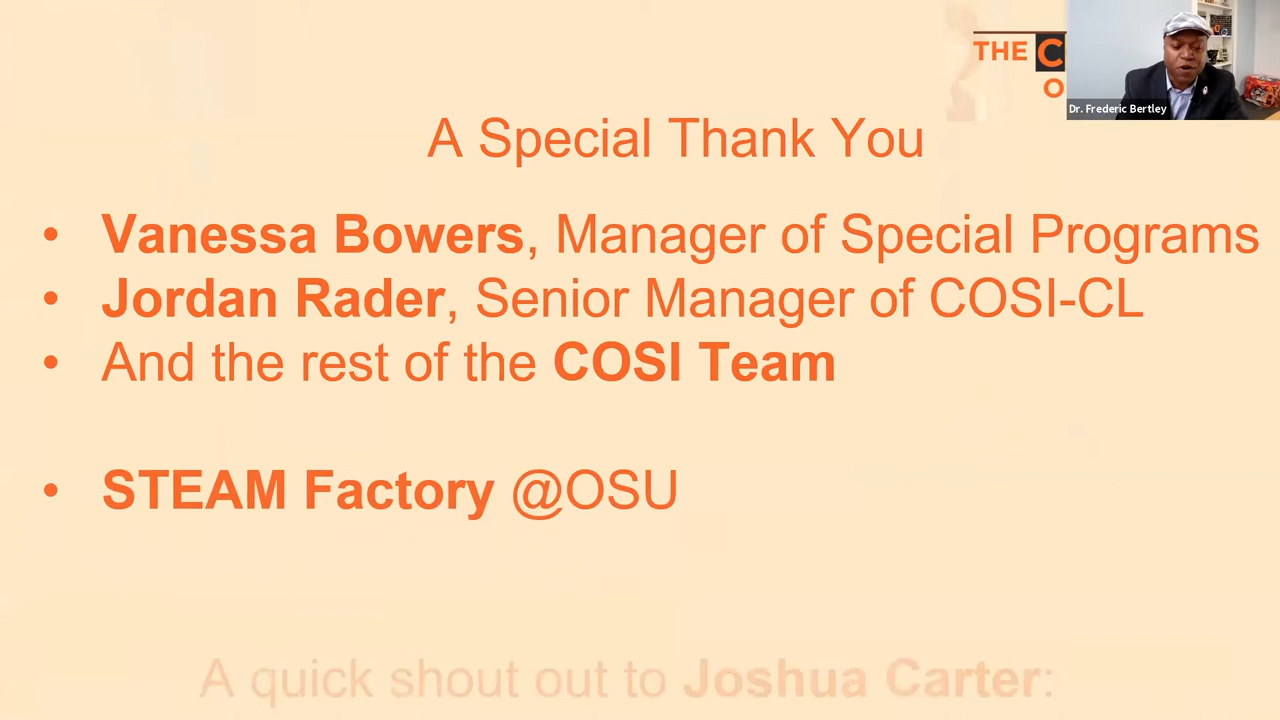 THE C
O
Dr. Frederic Bertley
A Special Thank You
• Vanessa Bowers, Manager of Special Programs
• Jordan Rader, Senior Manager of COSI-CL
• And the rest of the COSI Team
• STEAM Factory @OSU
A quick shout out to Joshua Carter: